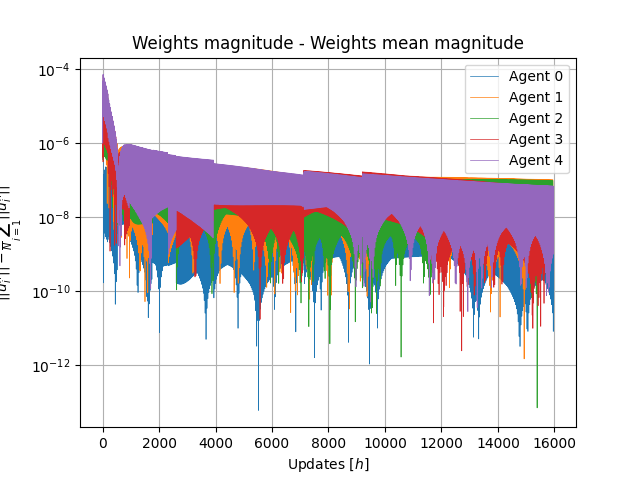 Weights magnitude - Weights mean magnitude
10⁻⁴
10⁻⁶
10⁻⁸
10⁻¹⁰
10⁻¹²
Agent 0
Agent 1
Agent 2
Agent 3
Agent 4
0 2000 4000 6000 8000 10000 12000 14000 16000
Updates [h]